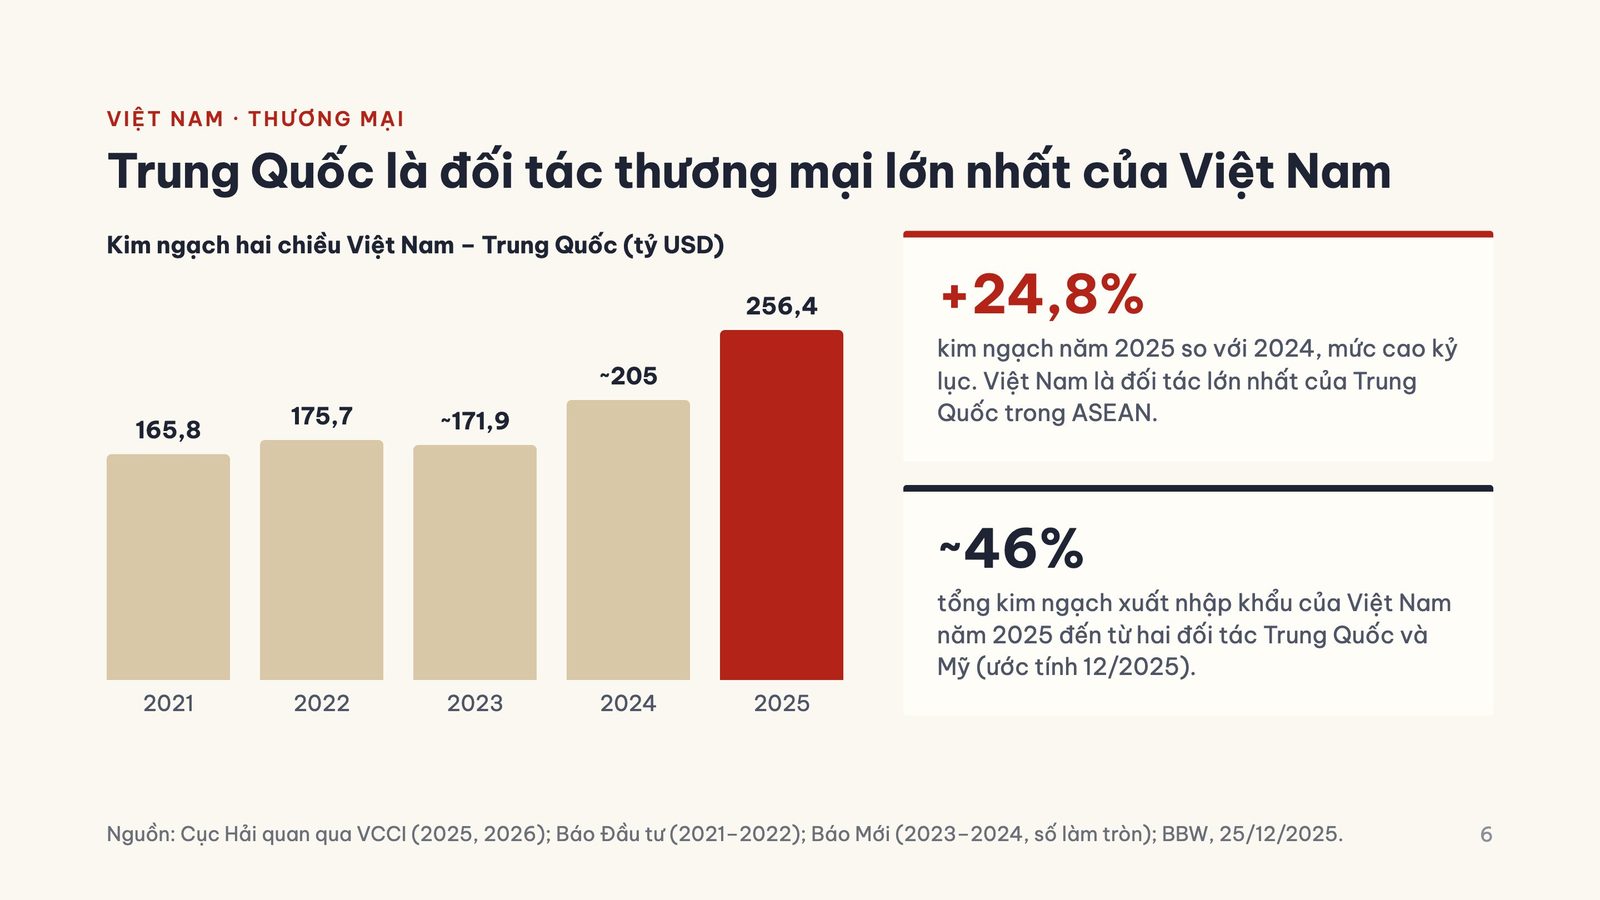 VIỆT NAM · THƯƠNG MẠI
Trung Quốc là đối tác thương mại lớn nhất của Việt Nam
Kim ngạch hai chiều Việt Nam – Trung Quốc (tỷ USD)
165,8
175,7
~171,9
~205
256,4
2021
2022
2023
2024
2025
+24,8%
kim ngạch năm 2025 so với 2024, mức cao kỷ
lục. Việt Nam là đối tác lớn nhất của Trung
Quốc trong ASEAN.
~46%
tổng kim ngạch xuất nhập khẩu của Việt Nam
năm 2025 đến từ hai đối tác Trung Quốc và
Mỹ (ước tính 12/2025).
Nguồn: Cục Hải quan qua VCCI (2025, 2026); Báo Đầu tư (2021–2022); Báo Mới (2023–2024, số làm tròn); BBW, 25/12/2025.
6